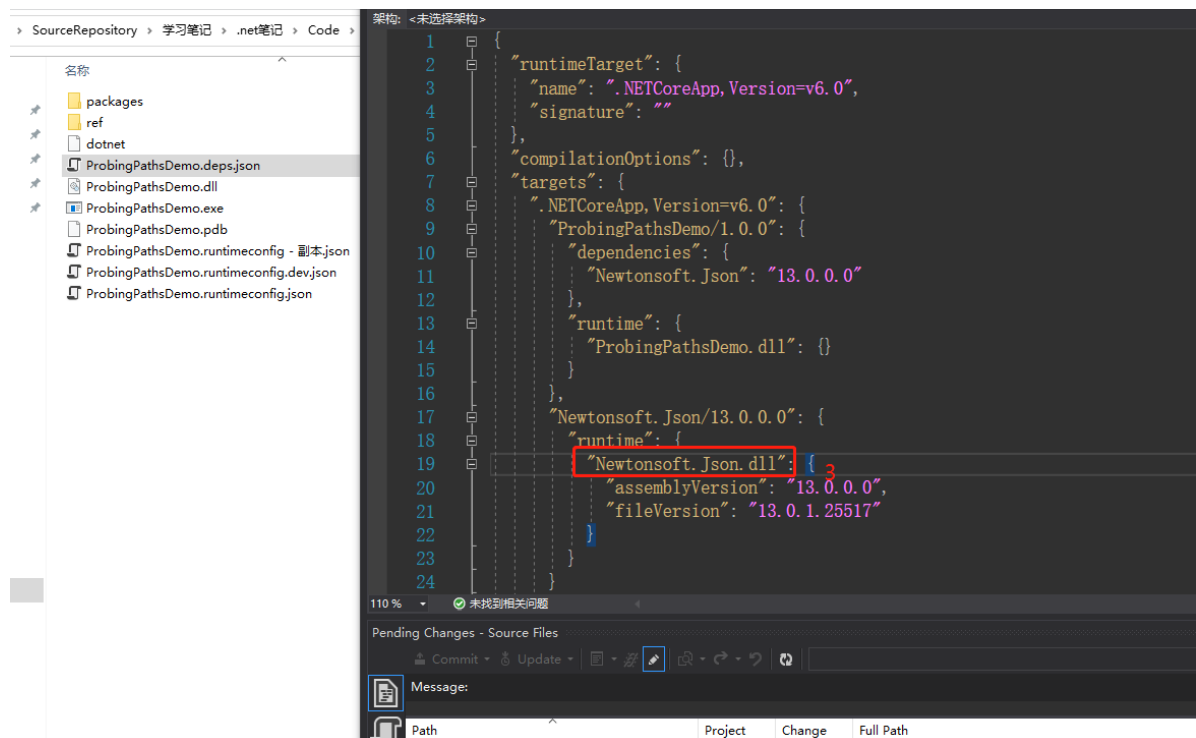 › SourceRepository › 学习笔记 › .net笔记 › Code ›
名称
packages
ref
dotnet
ProbingPathsDemo.deps.json
ProbingPathsDemo.dll
ProbingPathsDemo.exe
ProbingPathsDemo.pdb
ProbingPathsDemo.runtimeconfig - 副本.json
ProbingPathsDemo.runtimeconfig.dev.json
ProbingPathsDemo.runtimeconfig.json
架构: <未选择架构>
1 {
2 "runtimeTarget": {
3 "name": ".NETCoreApp,Version=v6.0",
4 "signature": ""
5 },
6 "compilationOptions": {},
7 "targets": {
8 ".NETCoreApp,Version=v6.0": {
9 "ProbingPathsDemo/1.0.0": {
10 "dependencies": {
11 "Newtonsoft.Json": "13.0.0.0"
12 },
13 "runtime": {
14 "ProbingPathsDemo.dll": {}
15 }
16 },
17 "Newtonsoft.Json/13.0.0.0": {
18 "runtime": {
19 "Newtonsoft.Json.dll": { 3
20 "assemblyVersion": "13.0.0.0",
21 "fileVersion": "13.0.1.25517"
22 }
23 }
24 }
110 % 未找到相关问题
Pending Changes - Source Files
Commit Update
Message:
Path Project Change Full Path